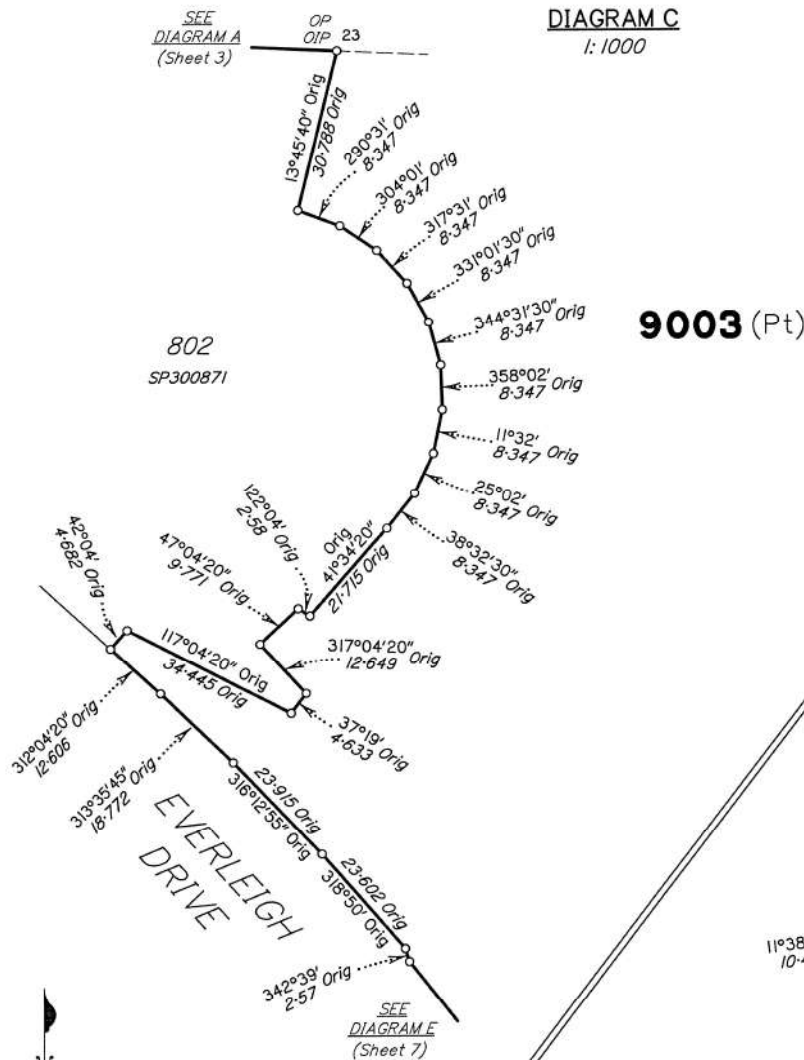 SEE
DIAGRAM A
(Sheet 3)
OP
OIP 23
DIAGRAM C
1:1000
13°45'40" Orig
30·788 Orig
290°31' Orig
8·347
304°01' Orig
8·347
317°31' Orig
8·347
331°01'30" Orig
8·347
344°31'30" Orig
8·347
358°02' Orig
8·347
11°32' Orig
8·347
25°02' Orig
8·347
38°32'30" Orig
8·347
9003 (Pt)
802
SP300871
Orig
41°34'20"
21·715 Orig
122°04' Orig
2·58
47°04'20" Orig
9·771
42°04' Orig
4·682
117°04'20" Orig
34·445 Orig
317°04'20" Orig
12·649
37°19' Orig
4·633
312°04'20" Orig
12·606
313°35'45" Orig
18·772
23·915 Orig
316°12'55" Orig
23·602 Orig
318°50' Orig
342°39' Orig
2·57
EVERLEIGH
DRIVE
SEE
DIAGRAM E
(Sheet 7)
11°38
10·4